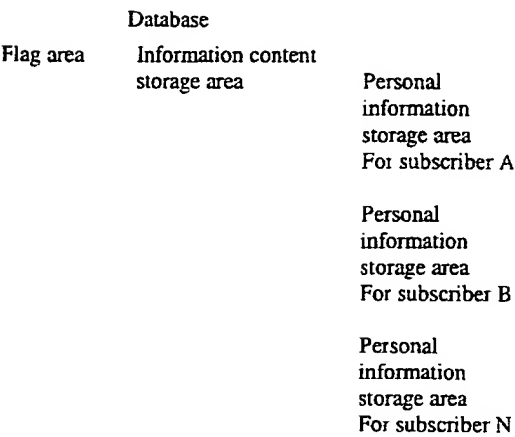 Database
Flag area
Information content
storage area
Personal
information
storage area
For subscriber A
Personal
information
storage area
For subscriber B
Personal
information
storage area
For subscriber N